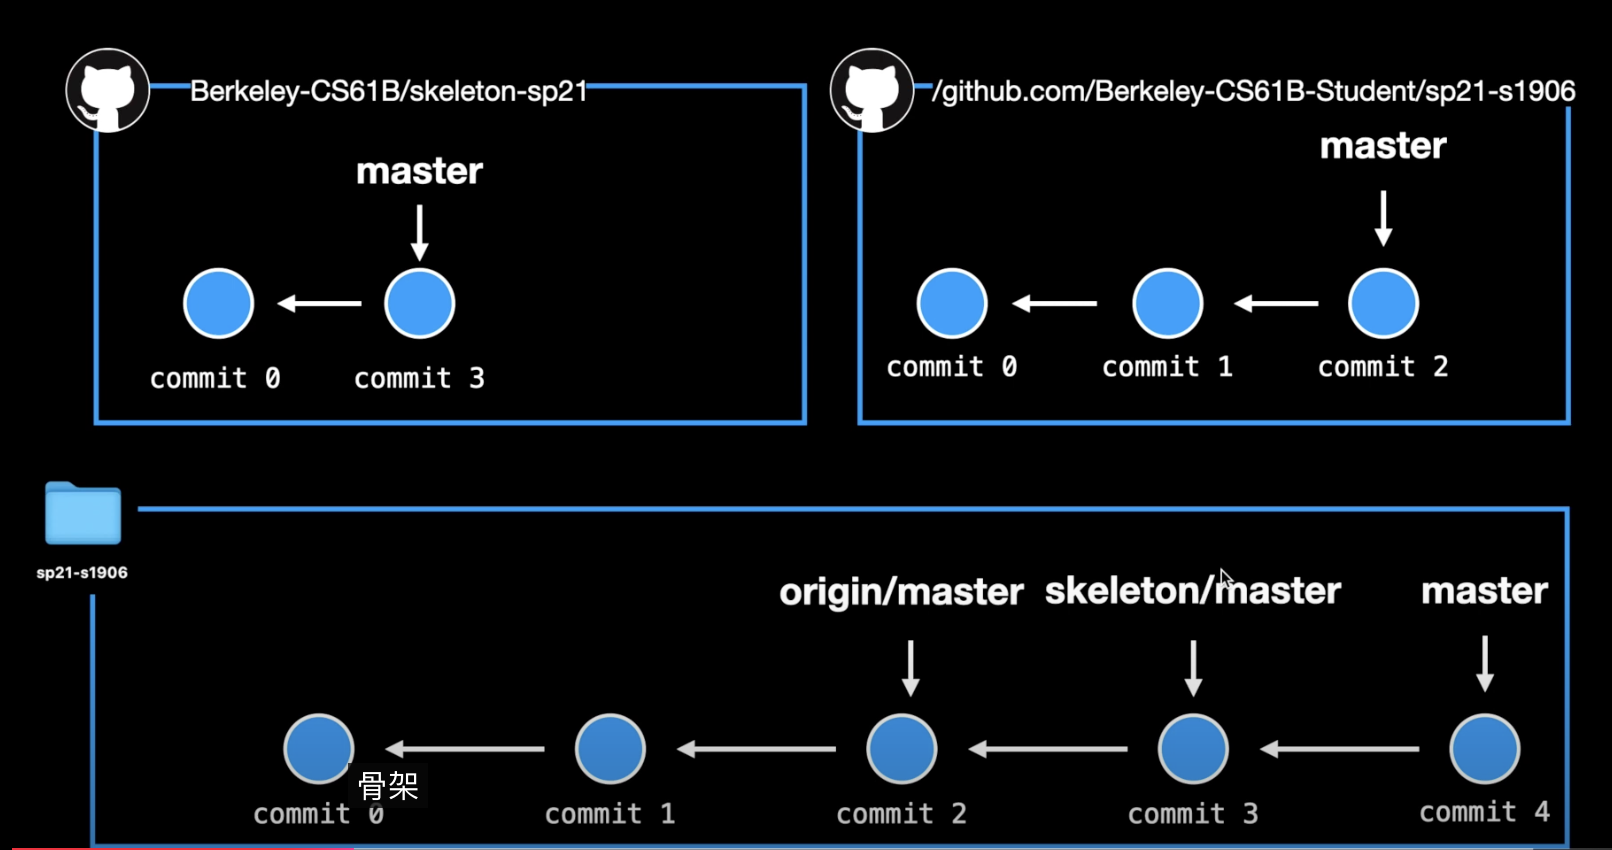 Berkeley-CS61B/skeleton-sp21
master
commit 0
commit 3
/github.com/Berkeley-CS61B-Student/sp21-s1906
master
commit 0
commit 1
commit 2
sp21-s1906
origin/master
skeleton/master
master
骨架
commit 0
commit 1
commit 2
commit 3
commit 4